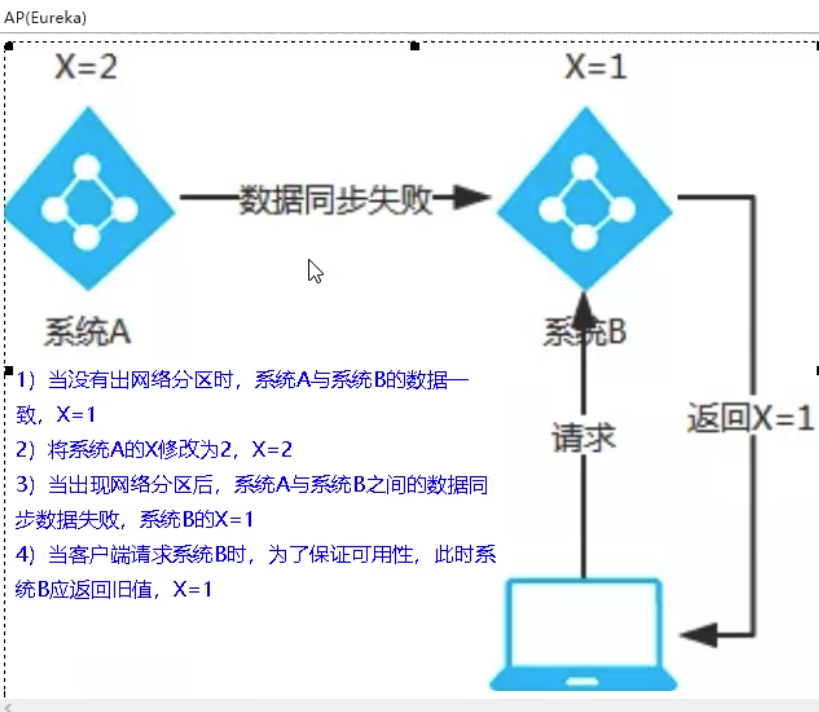 AP(Eureka)
X=2
X=1
数据同步失败
系统A
系统B
1）当没有出网络分区时，系统A与系统B的数据一
致，X=1
2）将系统A的X修改为2，X=2
3）当出现网络分区后，系统A与系统B之间的数据同
步数据失败，系统B的X=1
4）当客户端请求系统B时，为了保证可用性，此时系
统B应返回旧值，X=1
请求
返回X=1